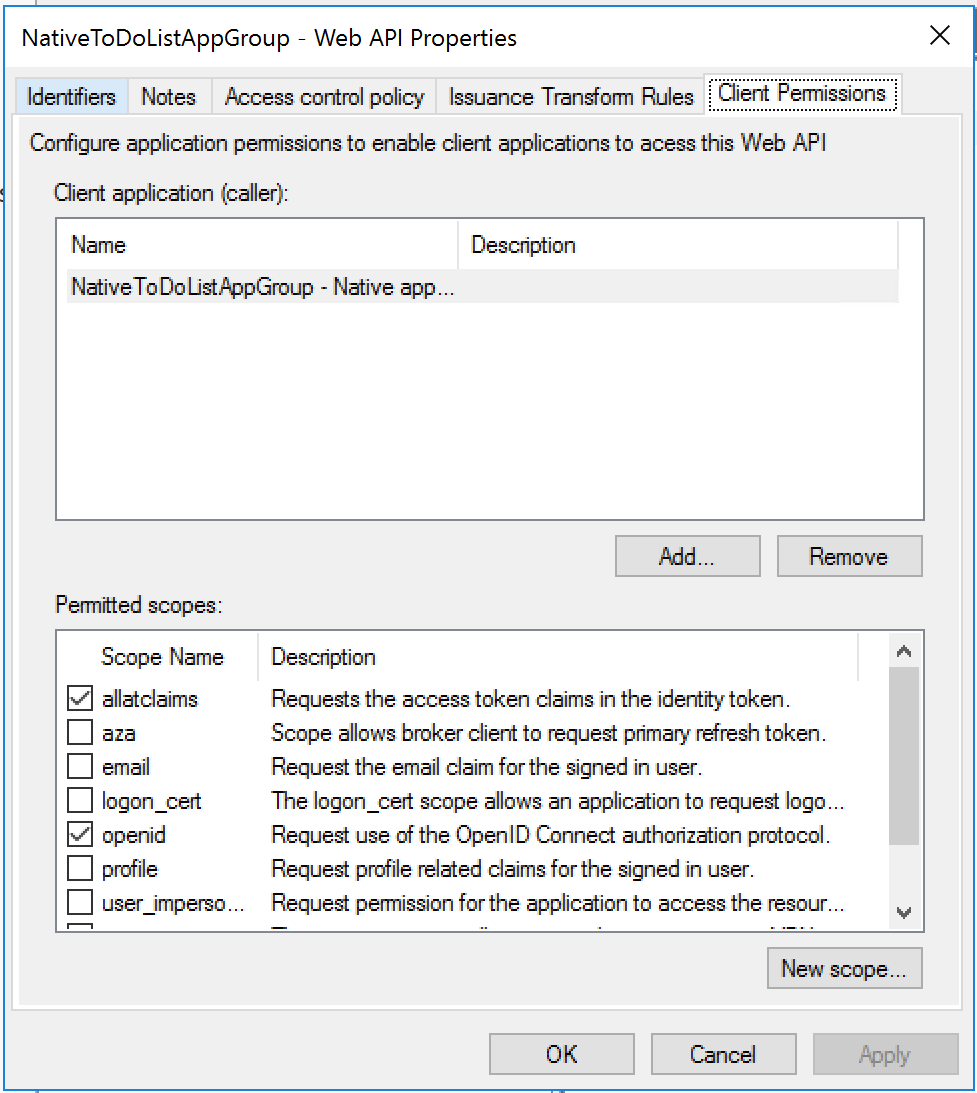 NativeToDoListAppGroup - Web API Properties
Identifiers Notes Access control policy Issuance Transform Rules Client Permissions
Configure application permissions to enable client applications to acess this Web API
Client application (caller):
Name Description
NativeToDoListAppGroup - Native app...
Add... Remove
Permitted scopes:
Scope Name Description
allatclaims Requests the access token claims in the identity token.
aza Scope allows broker client to request primary refresh token.
email Request the email claim for the signed in user.
logon_cert The logon_cert scope allows an application to request logo...
openid Request use of the OpenID Connect authorization protocol.
profile Request profile related claims for the signed in user.
user_imperso... Request permission for the application to access the resour...
New scope...
OK Cancel Apply